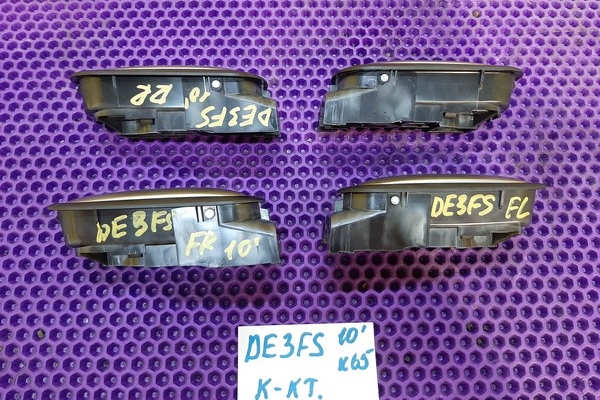 DE3FS 10' RR
DE3FS
FR 10'
DE3FS FL
DE3FS 10'
K65
K-KT.